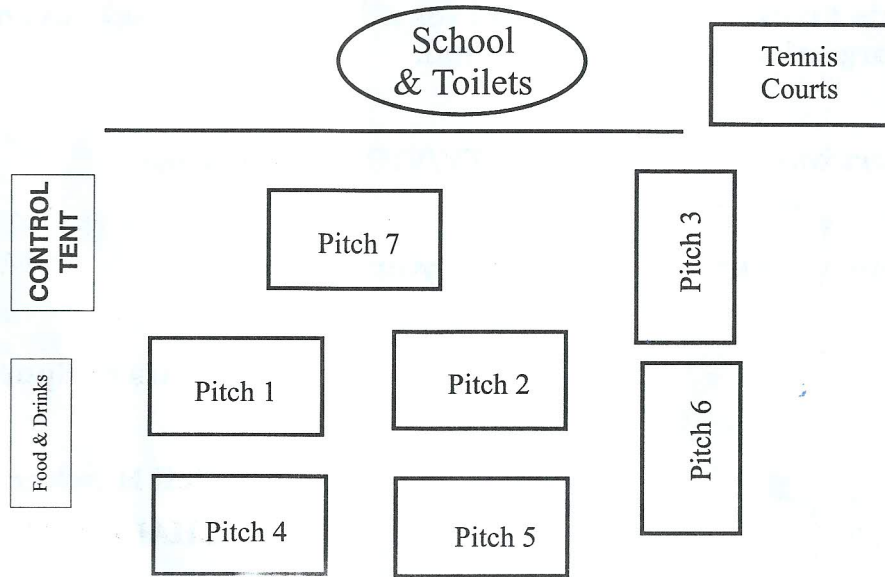 School
& Toilets
Tennis
Courts
CONTROL
TENT
Pitch 7
Pitch 3
Food & Drinks
Pitch 1
Pitch 2
Pitch 6
Pitch 4
Pitch 5